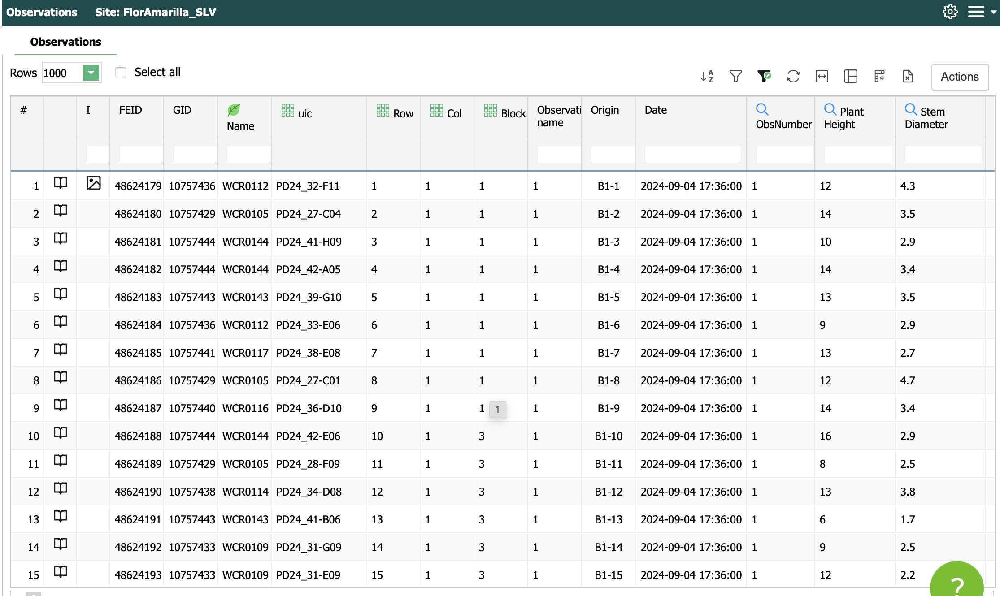 Observations Site: FlorAmarilla_SLV
Observations
Rows 1000 Select all Actions
# I FEID GID Name uic Row Col Block Observati name Origin Date ObsNumber Plant Height Stem Diameter
1 48624179 10757436 WCR0112 PD24_32-F11 1 1 1 1 B1-1 2024-09-04 17:36:00 1 12 4.3
2 48624180 10757429 WCR0105 PD24_27-C04 2 1 1 1 B1-2 2024-09-04 17:36:00 1 14 3.5
3 48624181 10757444 WCR0144 PD24_41-H09 3 1 1 1 B1-3 2024-09-04 17:36:00 1 10 2.9
4 48624182 10757444 WCR0144 PD24_42-A05 4 1 1 1 B1-4 2024-09-04 17:36:00 1 14 3.4
5 48624183 10757443 WCR0143 PD24_39-G10 5 1 1 1 B1-5 2024-09-04 17:36:00 1 13 3.5
6 48624184 10757436 WCR0112 PD24_33-E06 6 1 1 1 B1-6 2024-09-04 17:36:00 1 9 2.9
7 48624185 10757441 WCR0117 PD24_38-E08 7 1 1 1 B1-7 2024-09-04 17:36:00 1 13 2.7
8 48624186 10757429 WCR0105 PD24_27-C01 8 1 1 1 B1-8 2024-09-04 17:36:00 1 12 4.7
9 48624187 10757440 WCR0116 PD24_36-D10 9 1 1 1 1 B1-9 2024-09-04 17:36:00 1 14 3.4
10 48624188 10757444 WCR0144 PD24_42-E06 10 1 3 1 B1-10 2024-09-04 17:36:00 1 16 2.9
11 48624189 10757429 WCR0105 PD24_28-F09 11 1 3 1 B1-11 2024-09-04 17:36:00 1 8 2.5
12 48624190 10757438 WCR0114 PD24_34-D08 12 1 3 1 B1-12 2024-09-04 17:36:00 1 13 3.8
13 48624191 10757443 WCR0143 PD24_41-B06 13 1 3 1 B1-13 2024-09-04 17:36:00 1 6 1.7
14 48624192 10757433 WCR0109 PD24_31-G09 14 1 3 1 B1-14 2024-09-04 17:36:00 1 9 2.5
15 48624193 10757433 WCR0109 PD24_31-E09 15 1 3 1 B1-15 2024-09-04 17:36:00 1 12 2.2
?